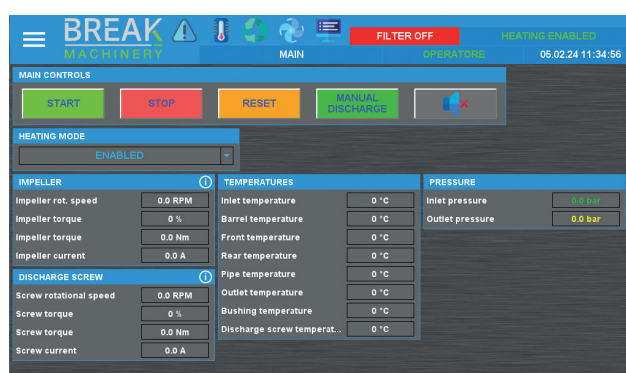 BREAK
MACHINERY
FILTER OFF
HEATING ENABLED
MAIN
OPERATORE
05.02.24 11:34:56
MAIN CONTROLS
START
STOP
RESET
MANUAL
DISCHARGE
HEATING MODE
ENABLED
IMPELLER
Impeller rot. speed 0.0 RPM
Impeller torque 0 %
Impeller torque 0.0 Nm
Impeller current 0.0 A
DISCHARGE SCREW
Screw rotational speed 0.0 RPM
Screw torque 0 %
Screw torque 0.0 Nm
Screw current 0.0 A
TEMPERATURES
Inlet temperature 0 °C
Barrel temperature 0 °C
Front temperature 0 °C
Rear temperature 0 °C
Pipe temperature 0 °C
Outlet temperature 0 °C
Bushing temperature 0 °C
Discharge screw temperat... 0 °C
PRESSURE
Inlet pressure 0.0 bar
Outlet pressure 0.0 bar